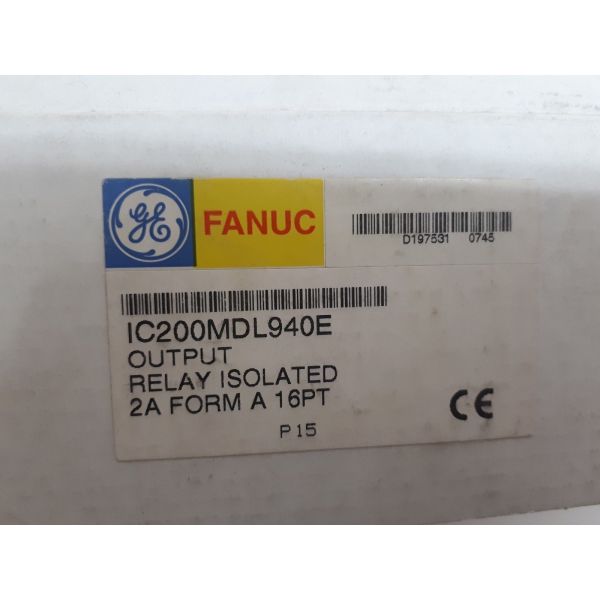 GE FANUC
D197531 0745
IC200MDL940E
OUTPUT
RELAY ISOLATED
2A FORM A 16PT
CE
P15